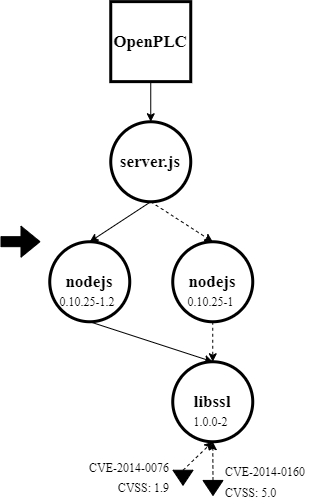 OpenPLC
server.js
nodejs
0.10.25-1.2
nodejs
0.10.25-1
libssl
1.0.0-2
CVE-2014-0076
CVSS: 1.9
CVE-2014-0160
CVSS: 5.0